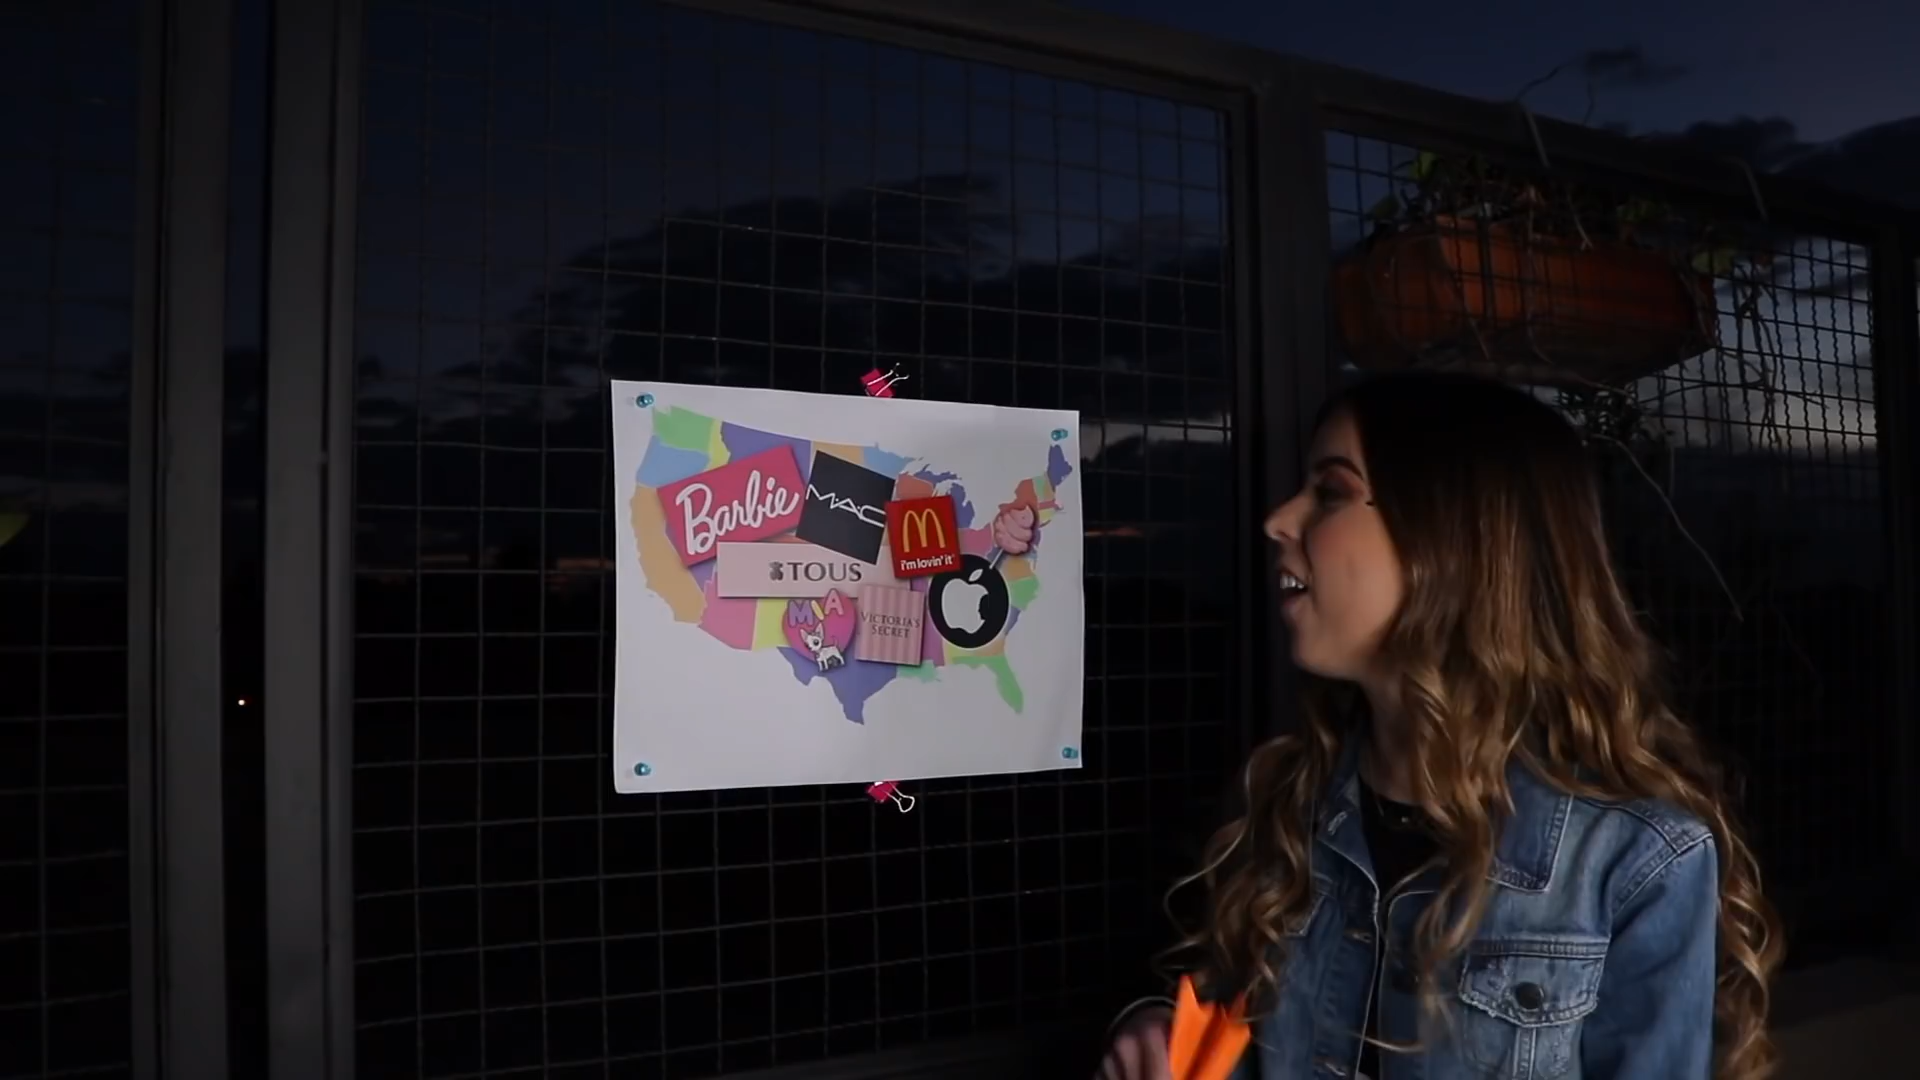 Barbie
MAC
M
i'm lovin' it
TOUS
MIA
VICTORIA'S
SECRET